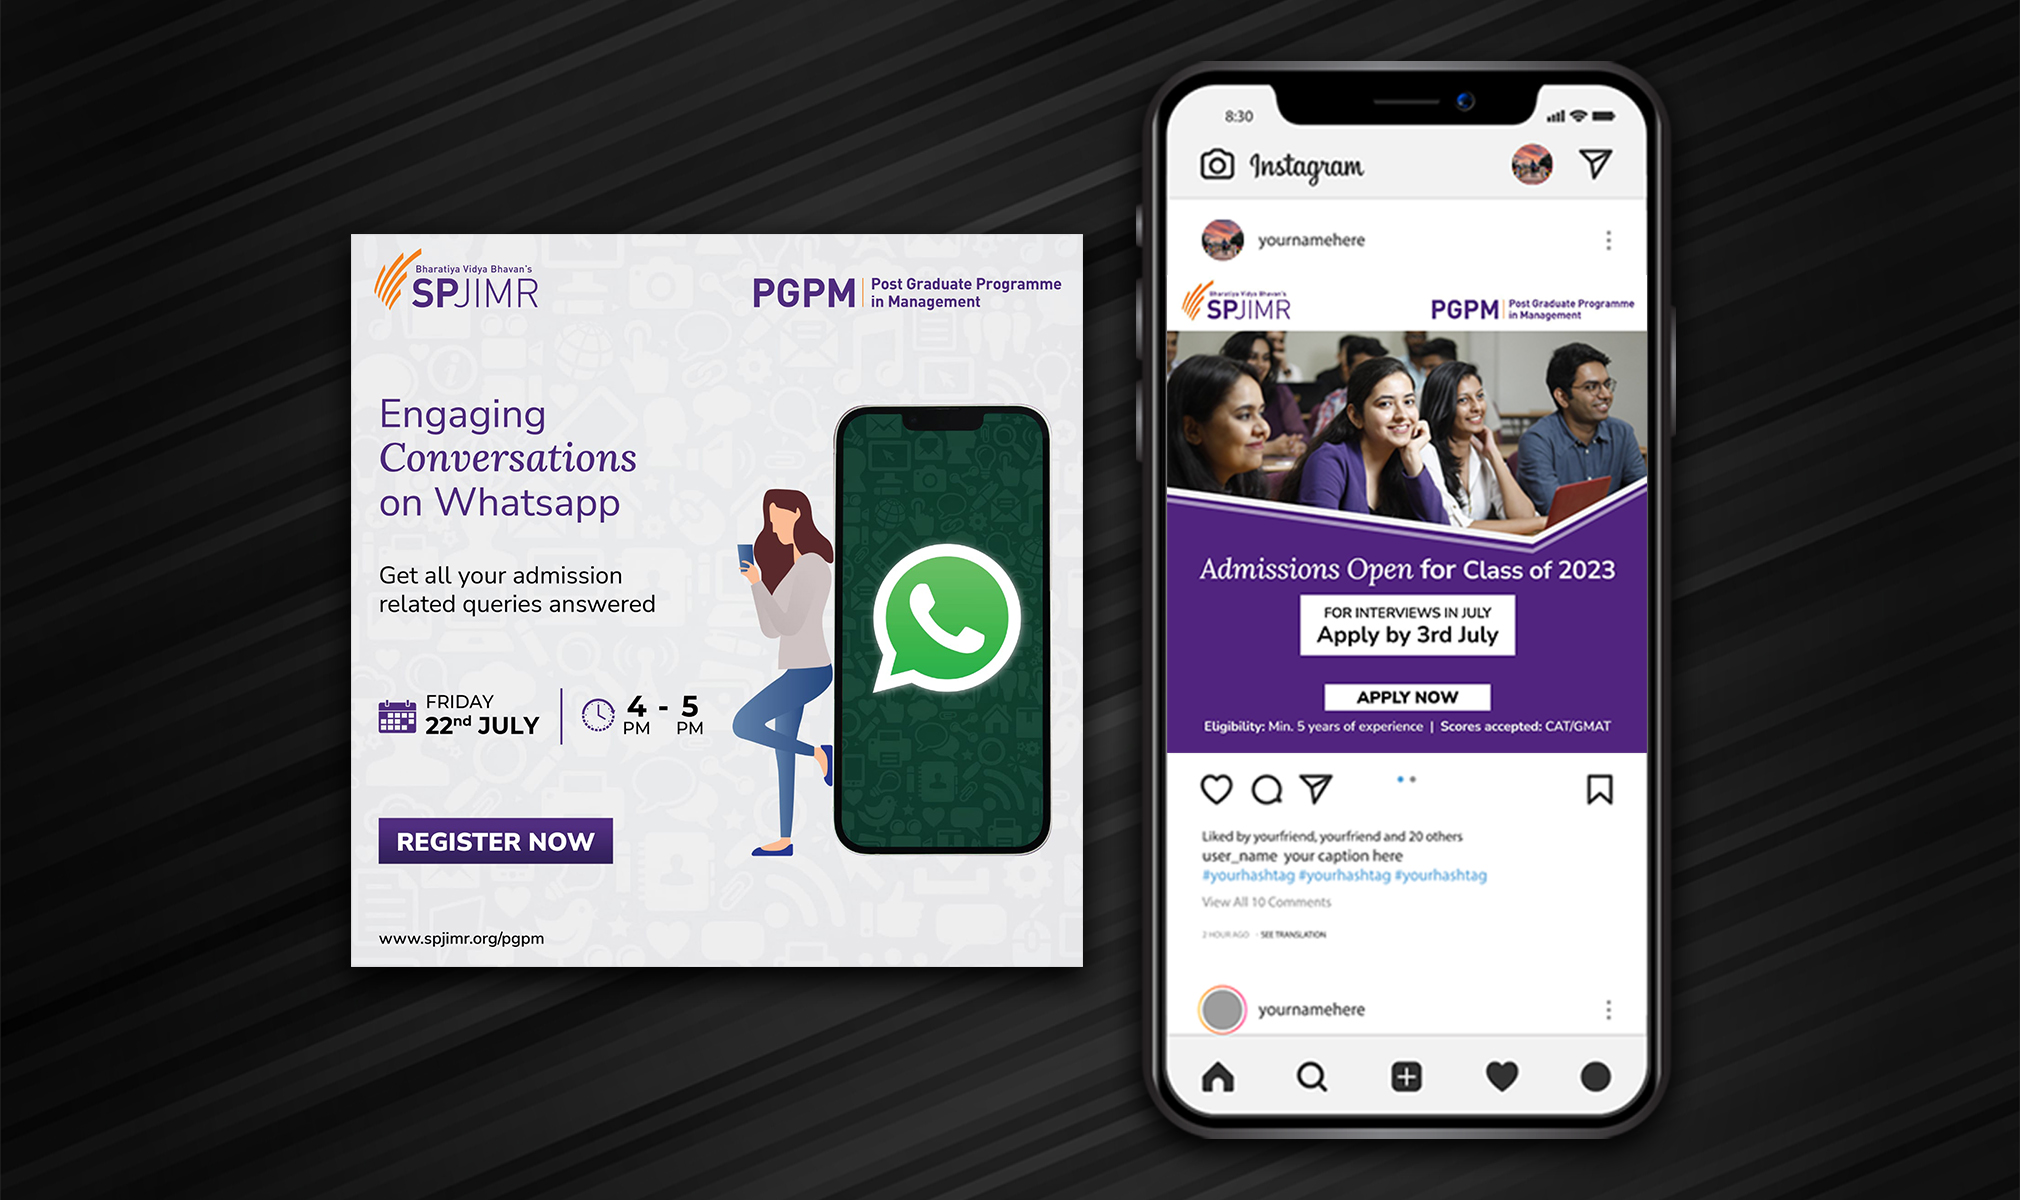 Bharatiya Vidya Bhavan's
SPJIMR
PGPM
Post Graduate Programme
in Management
Engaging
Conversations
on Whatsapp
Get all your admission
related queries answered
FRIDAY
22nd JULY
4 - 5
PM PM
REGISTER NOW
www.spjimr.org/pgpm
8:30
Instagram
yournamehere
Bharatiya Vidya Bhavan's
SPJIMR
PGPM
Post Graduate Programme
in Management
Admissions Open for Class of 2023
FOR INTERVIEWS IN JULY
Apply by 3rd July
APPLY NOW
Eligibility: Min. 5 years of experience | Scores accepted: CAT/GMAT
Liked by yourfriend, yourfriend and 20 others
user_name your caption here
#yourhashtag #yourhashtag #yourhashtag
View All 10 Comments
2 HOUR AGO - SEE TRANSLATION
yournamehere